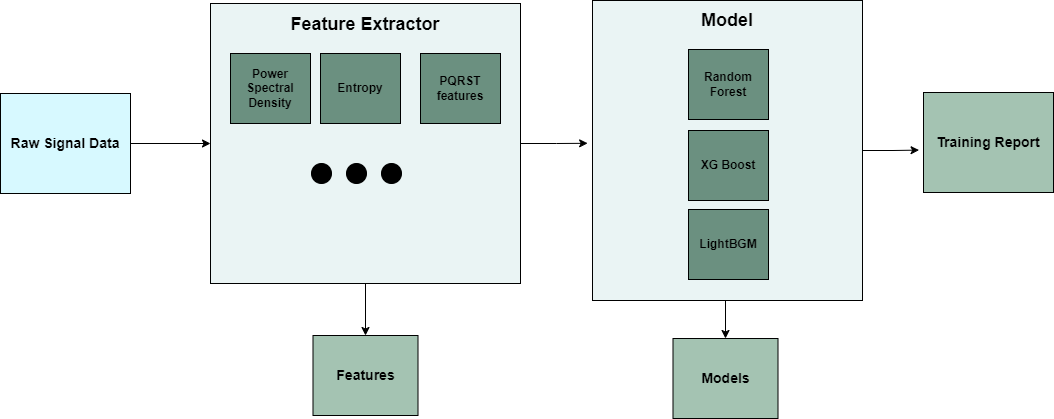 Feature Extractor
Model
Power
Spectral
Density
Entropy
PQRST
features
Random
Forest
Raw Signal Data
Training Report
XG Boost
LightBGM
Features
Models